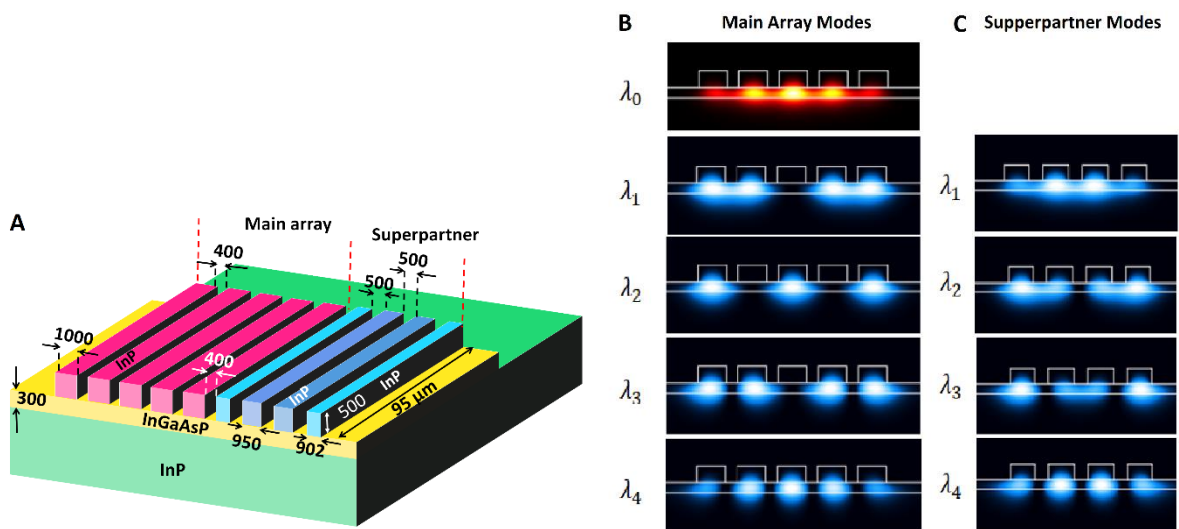 A
Main array
Superpartner
400
500
500
1000
InP
400
InP
InP
500
95 μm
300
InGaAsP
950
902
InP
B
Main Array Modes
λ0
λ1
λ2
λ3
λ4
C
Supperpartner Modes
λ1
λ2
λ3
λ4